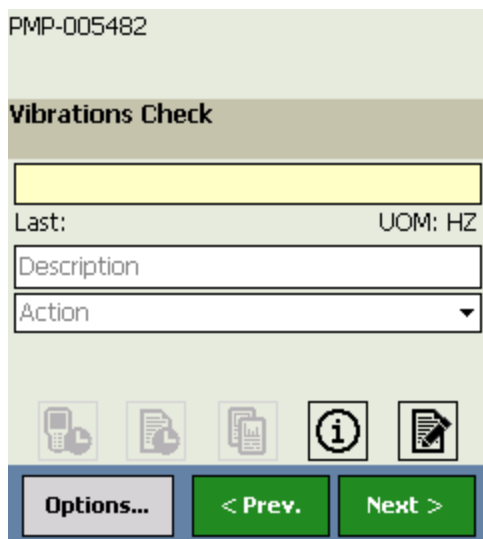 PMP-005482
Vibrations Check
Last: UOM: HZ
Description
Action
Options... < Prev. Next >